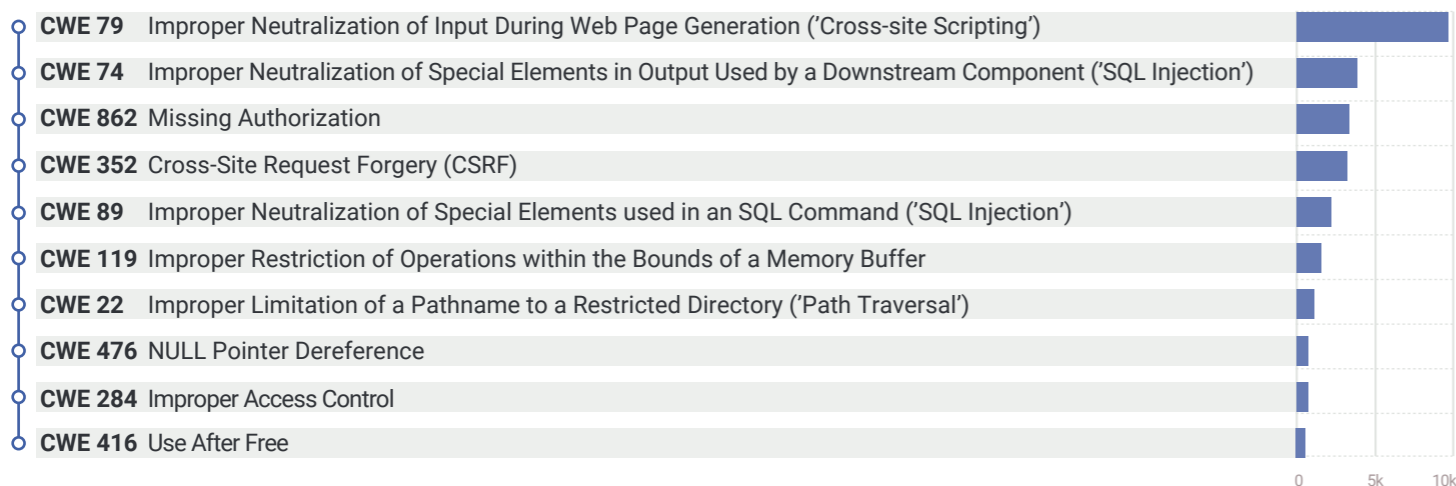 CWE 79 Improper Neutralization of Input During Web Page Generation (’Cross-site Scripting’)
CWE 74 Improper Neutralization of Special Elements in Output Used by a Downstream Component (’SQL Injection’)
CWE 862 Missing Authorization
CWE 352 Cross-Site Request Forgery (CSRF)
CWE 89 Improper Neutralization of Special Elements used in an SQL Command (’SQL Injection’)
CWE 119 Improper Restriction of Operations within the Bounds of a Memory Buffer
CWE 22 Improper Limitation of a Pathname to a Restricted Directory (’Path Traversal’)
CWE 476 NULL Pointer Dereference
CWE 284 Improper Access Control
CWE 416 Use After Free
0 5k 10k